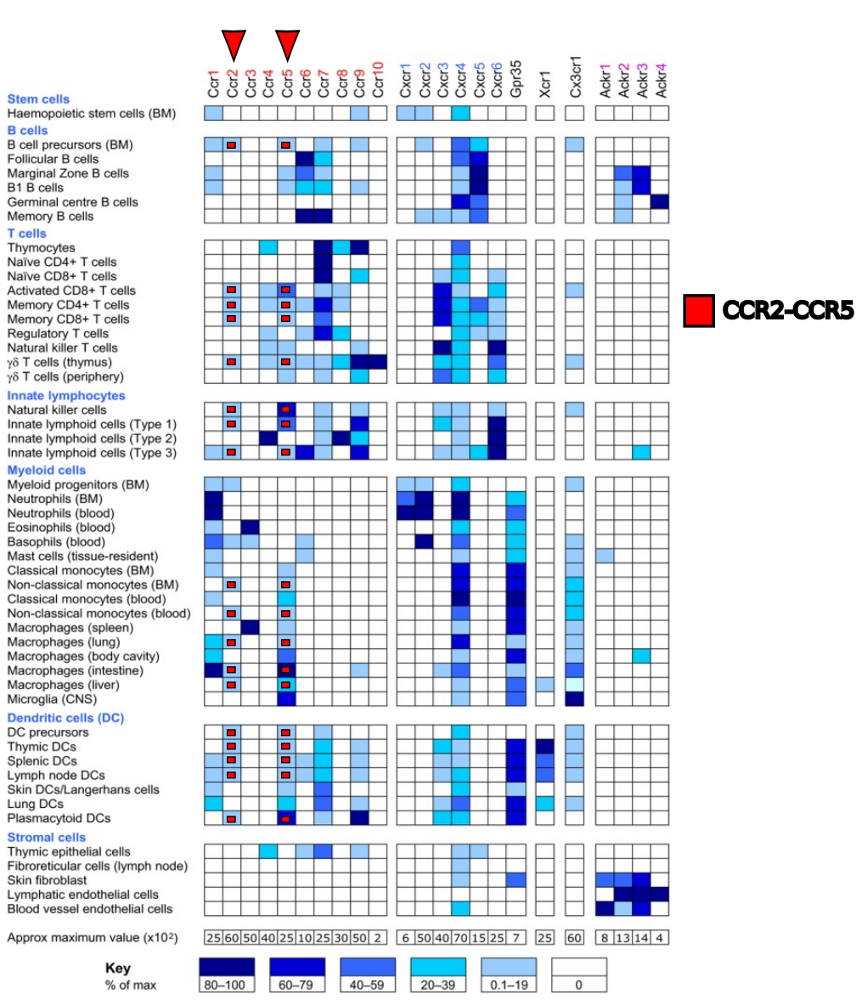 Ccr1 Ccr2 Ccr3 Ccr4 Ccr5 Ccr6 Ccr7 Ccr8 Ccr9 Ccr10 Cxcr1 Cxcr2 Cxcr3 Cxcr4 Cxcr5 Cxcr6 Gpr35 Xcr1 Cx3cr1 Ackr1 Ackr2 Ackr3 Ackr4
Stem cells
Haemopoietic stem cells (BM)
B cells
B cell precursors (BM)
Follicular B cells
Marginal Zone B cells
B1 B cells
Germinal centre B cells
Memory B cells
T cells
Thymocytes
Naïve CD4+ T cells
Naïve CD8+ T cells
Activated CD8+ T cells
Memory CD4+ T cells
CCR2-CCR5
Memory CD8+ T cells
Regulatory T cells
Natural killer T cells
γδ T cells (thymus)
γδ T cells (periphery)
Innate lymphocytes
Natural killer cells
Innate lymphoid cells (Type 1)
Innate lymphoid cells (Type 2)
Innate lymphoid cells (Type 3)
Myeloid cells
Myeloid progenitors (BM)
Neutrophils (BM)
Neutrophils (blood)
Eosinophils (blood)
Basophils (blood)
Mast cells (tissue-resident)
Classical monocytes (BM)
Non-classical monocytes (BM)
Classical monocytes (blood)
Non-classical monocytes (blood)
Macrophages (spleen)
Macrophages (lung)
Macrophages (body cavity)
Macrophages (intestine)
Macrophages (liver)
Microglia (CNS)
Dendritic cells (DC)
DC precursors
Thymic DCs
Splenic DCs
Lymph node DCs
Skin DCs/Langerhans cells
Lung DCs
Plasmacytoid DCs
Stromal cells
Thymic epithelial cells
Fibroreticular cells (lymph node)
Skin fibroblast
Lymphatic endothelial cells
Blood vessel endothelial cells
Approx maximum value (x10²) 25 60 50 40 25 10 25 30 50 2 6 50 40 70 15 25 7 25 60 8 13 14 4
Key
% of max 80–100 60–79 40–59 20–39 0.1–19 0